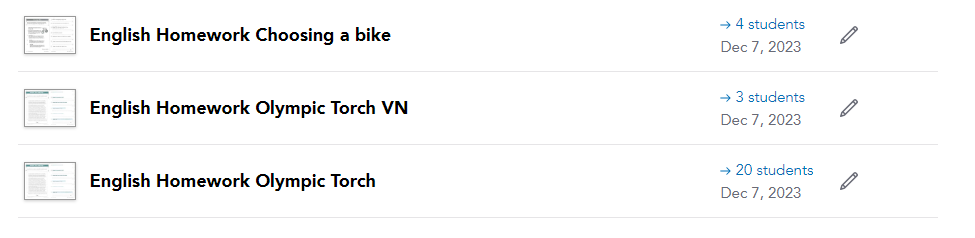 English Homework Choosing a bike
→ 4 students
Dec 7, 2023
English Homework Olympic Torch VN
→ 3 students
Dec 7, 2023
English Homework Olympic Torch
→ 20 students
Dec 7, 2023